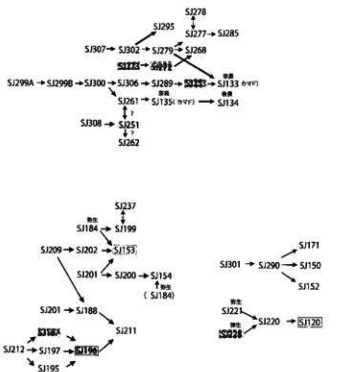 SJ278
SJ295
SJ277 → SJ285
SJ307 → SJ302 → SJ279 → SJ268
SJ299A → SJ299B → SJ300 → SJ306 → SJ289 → SJ133 カマド)
SJ261 → SJ135(カマド) → SJ134
?
SJ308 → SJ251
?
SJ262
SJ237
弥生
SJ184 → SJ199
SJ209 → SJ202 → SJ153
SJ171
SJ301 → SJ290 → SJ150
SJ201 → SJ200 → SJ154
弥生
(SJ184)
SJ152
弥生
SJ221
SJ201 → SJ188
SJ220 → SJ120
弥生
SJ211
SJ212 → SJ197 → SJ196
SJ195